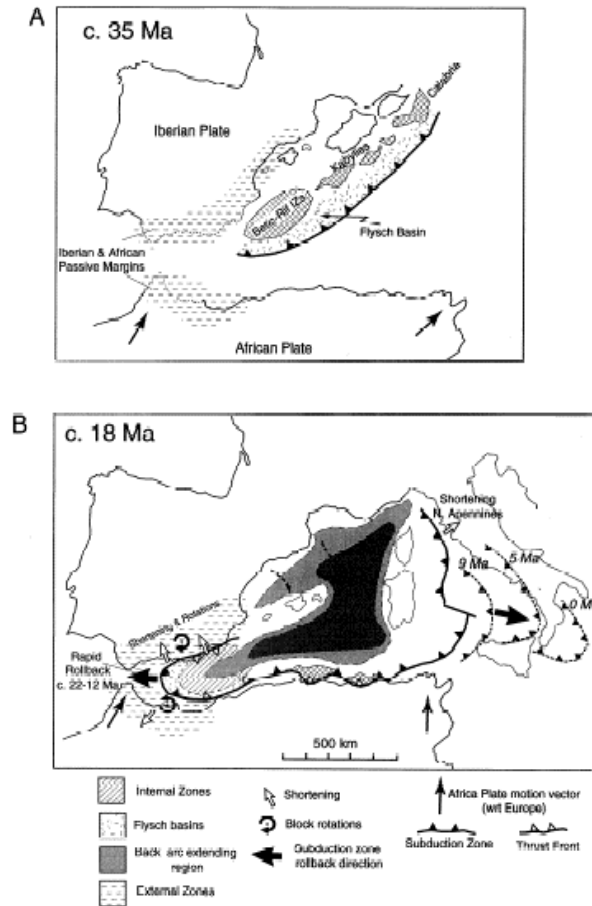 A
c. 35 Ma
Calabria
Iberian Plate
Kabylies
Betic-Rif IZs
Flysch Basin
Iberian & African
Passive Margins
African Plate
B
c. 18 Ma
Shortening
N. Apennines
9 Ma
5 Ma
0 Ma
Shortening & Rotations
Rapid
Rollback
c. 22-12 Ma
500 km
Internal Zones
Shortening
Africa Plate motion vector
(wrt Europe)
Flysch basins
Block rotations
Back arc extending
region
Subduction zone
rollback direction
Subduction Zone
Thrust Front
External Zones